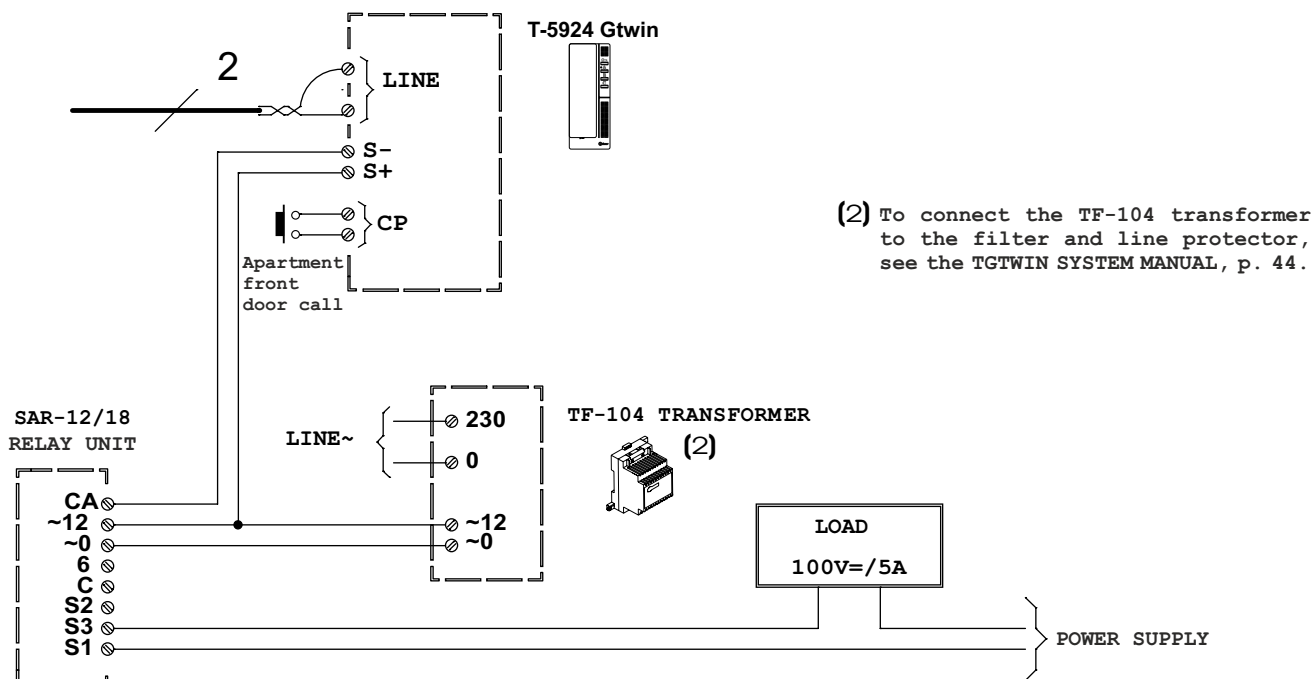 T-5924 Gtwin
2
LINE
S-
S+
CP
Apartment
front
door call
(2) To connect the TF-104 transformer
to the filter and line protector,
see the TGTWIN SYSTEM MANUAL, p. 44.
SAR-12/18
RELAY UNIT
LINE~
230
0
~12
~0
TF-104 TRANSFORMER
(2)
CA
~12
~0
6
C
S2
S3
S1
LOAD
100V=/5A
POWER SUPPLY